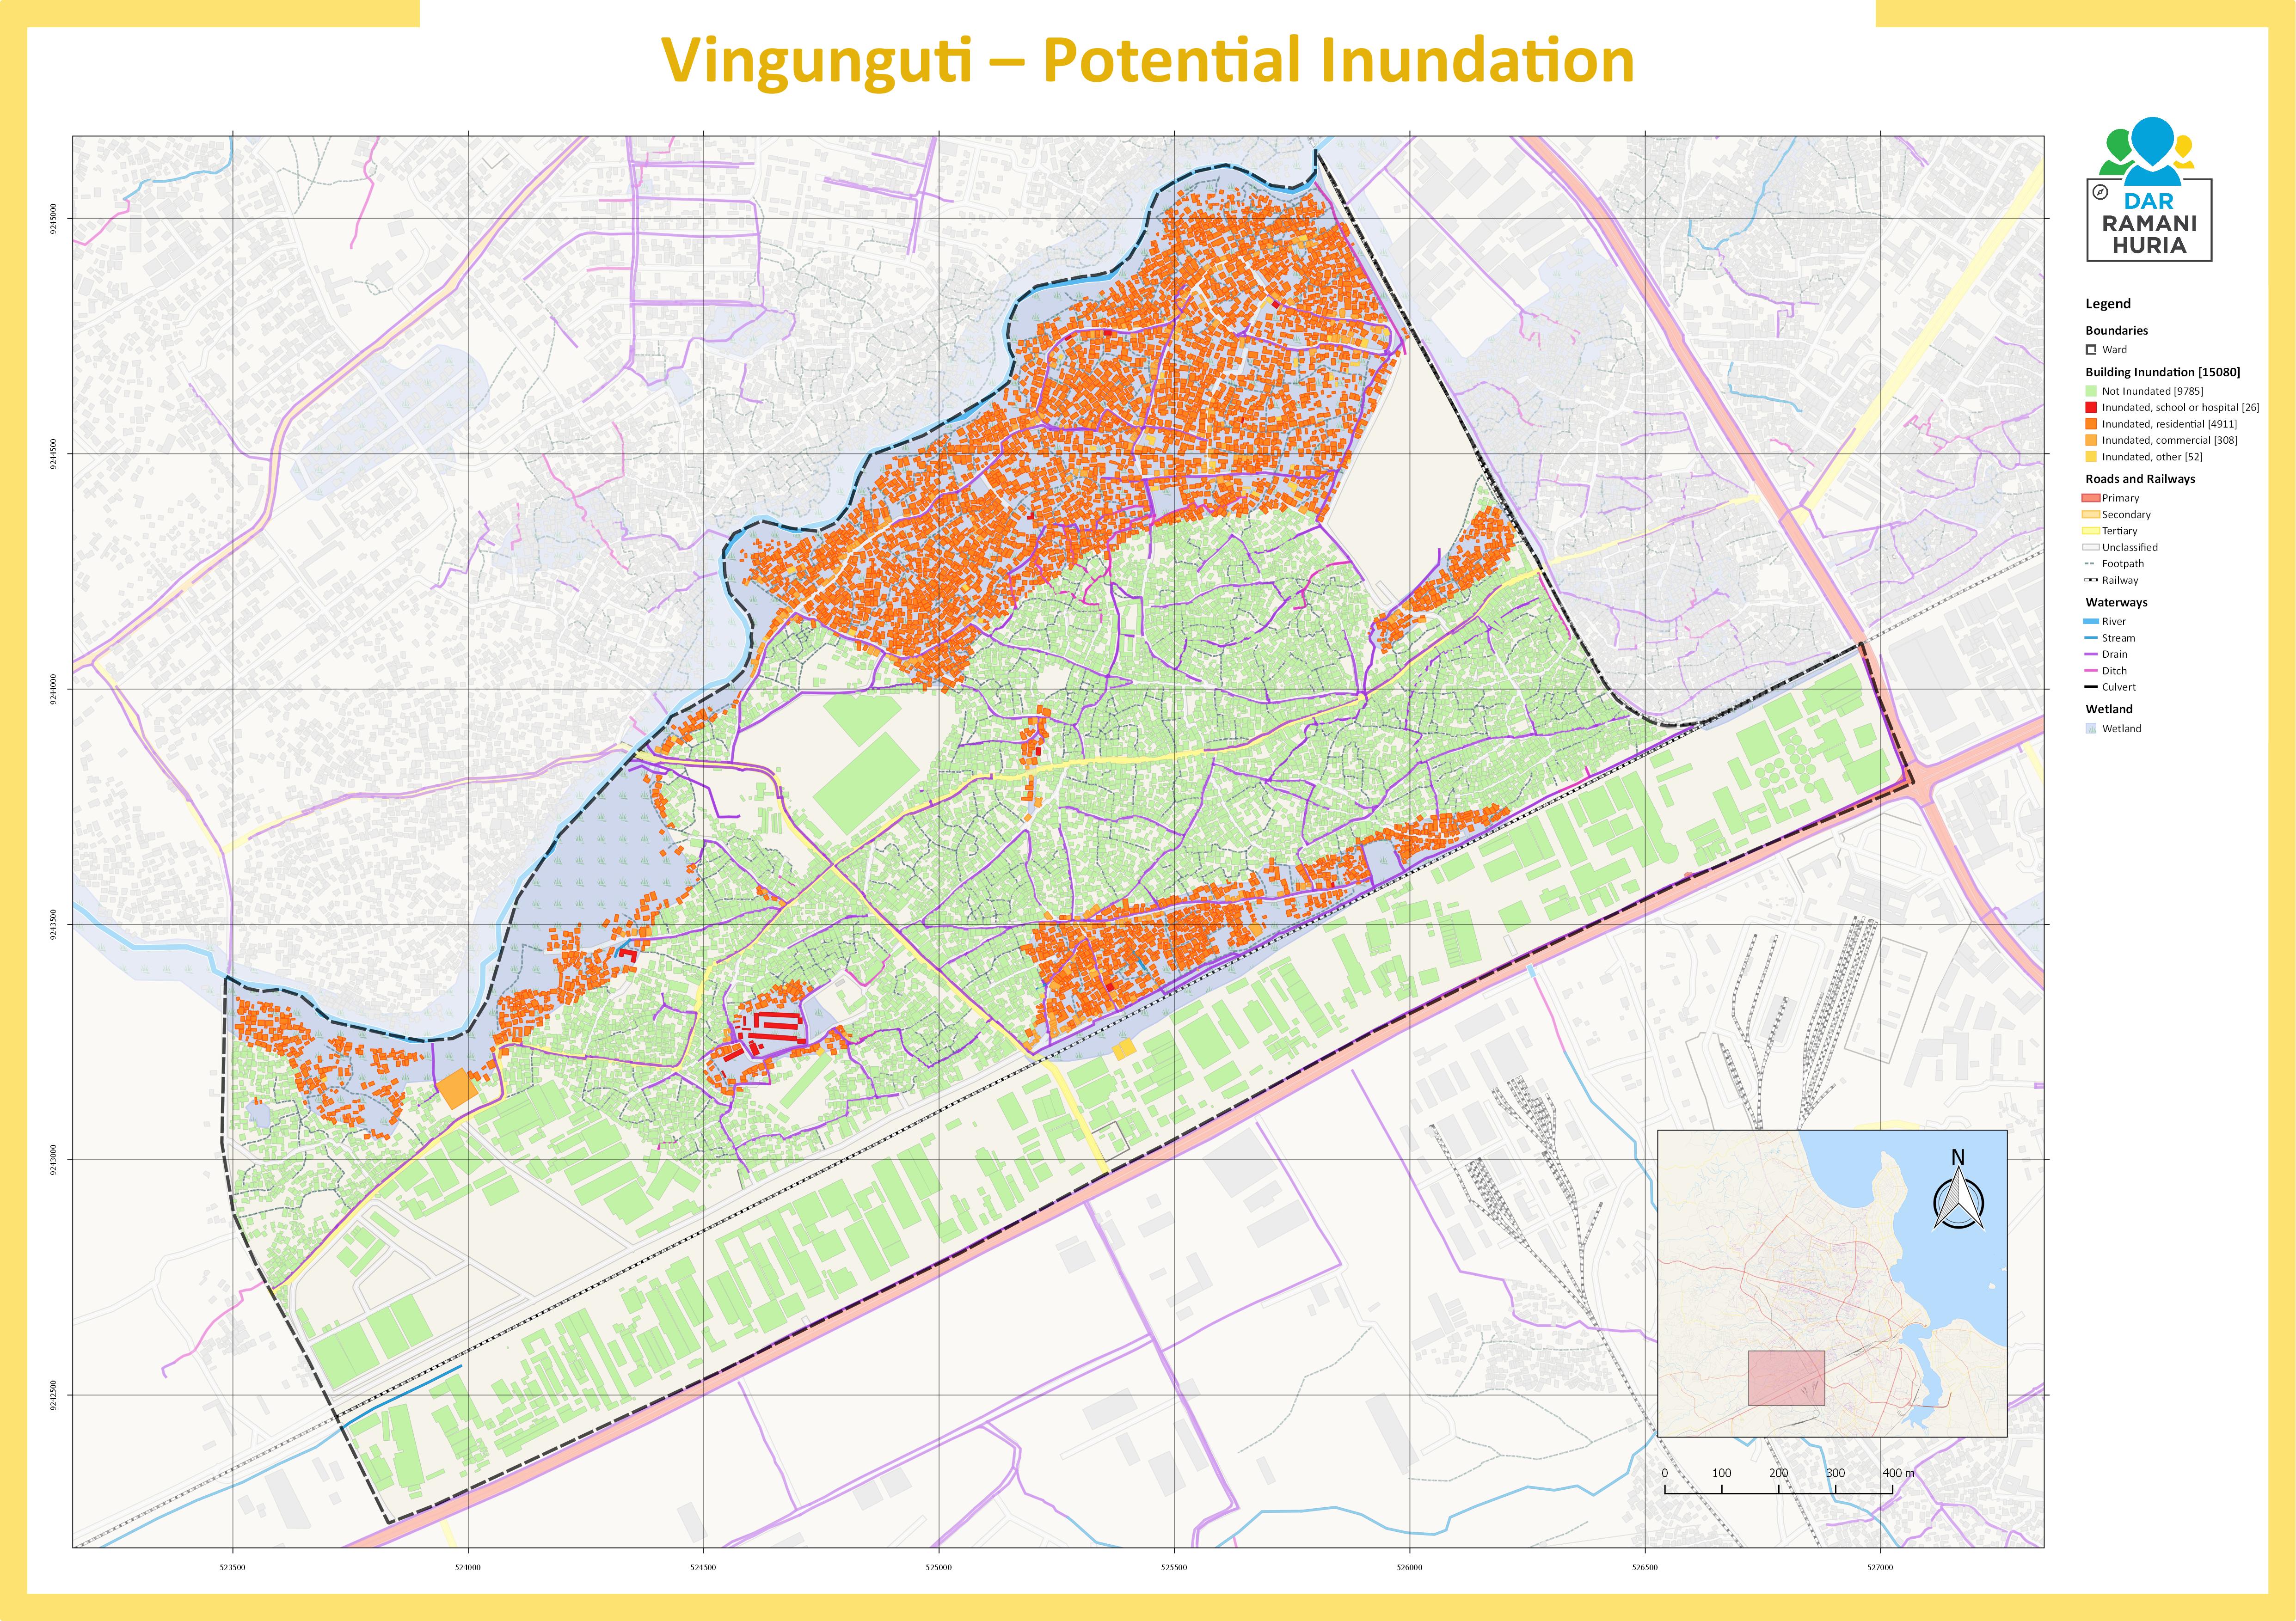 Vingunguti – Potential Inundation
DAR
RAMANI
HURIA
Legend
Boundaries
Ward
Building Inundation [15080]
Not Inundated [9785]
Inundated, school or hospital [26]
Inundated, residential [4911]
Inundated, commercial [308]
Inundated, other [52]
Roads and Railways
Primary
Secondary
Tertiary
Unclassified
Footpath
Railway
Waterways
River
Stream
Drain
Ditch
Culvert
Wetland
Wetland
9245000
9244500
9244000
9243500
9243000
9242500
N
0 100 200 300 400 m
523500 524000 524500 525000 525500 526000 526500 527000